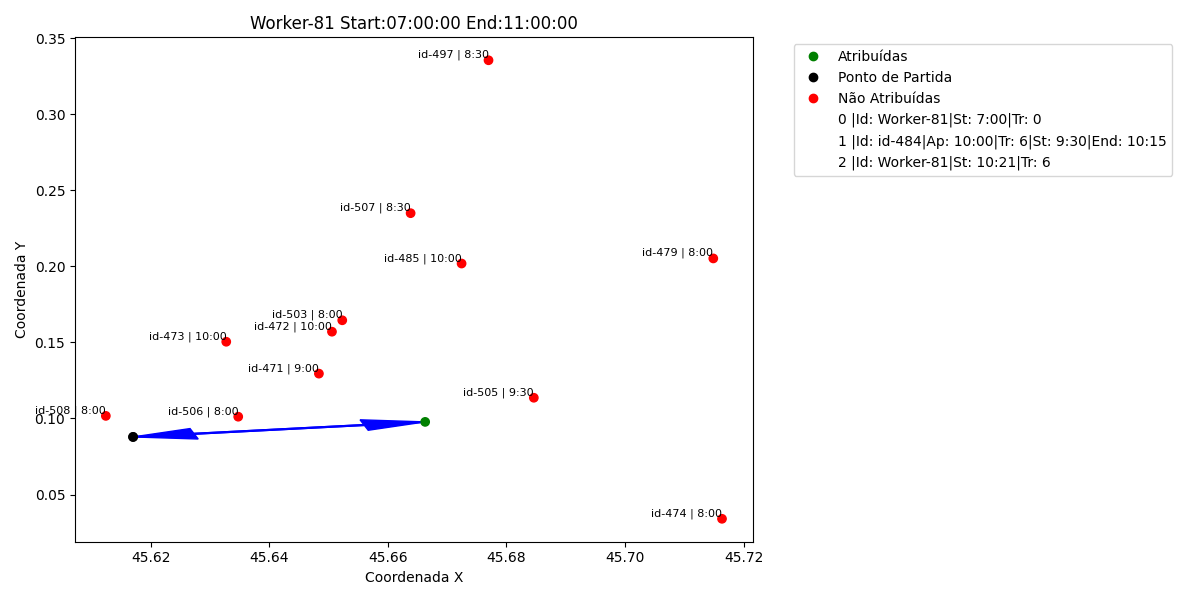 Worker-81 Start:07:00:00 End:11:00:00
Coordenada Y
0.35
0.30
0.25
0.20
0.15
0.10
0.05
id-497 | 8:30
id-507 | 8:30
id-485 | 10:00
id-479 | 8:00
id-503 | 8:00
id-472 | 10:00
id-473 | 10:00
id-471 | 9:00
id-505 | 9:30
id-508 | 8:00
id-506 | 8:00
id-474 | 8:00
45.62 45.64 45.66 45.68 45.70 45.72
Coordenada X
Atribuídas
Ponto de Partida
Não Atribuídas
0 |Id: Worker-81|St: 7:00|Tr: 0
1 |Id: id-484|Ap: 10:00|Tr: 6|St: 9:30|End: 10:15
2 |Id: Worker-81|St: 10:21|Tr: 6